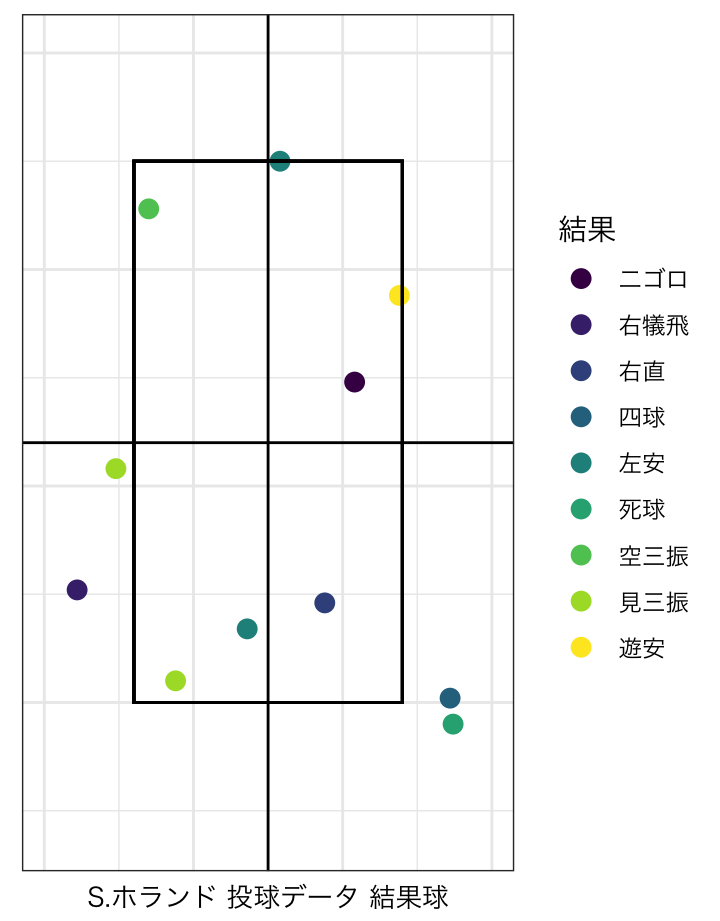 結果
二ゴロ
右犠飛
右直
四球
左安
死球
空三振
見三振
遊安
S.ホランド 投球データ 結果球